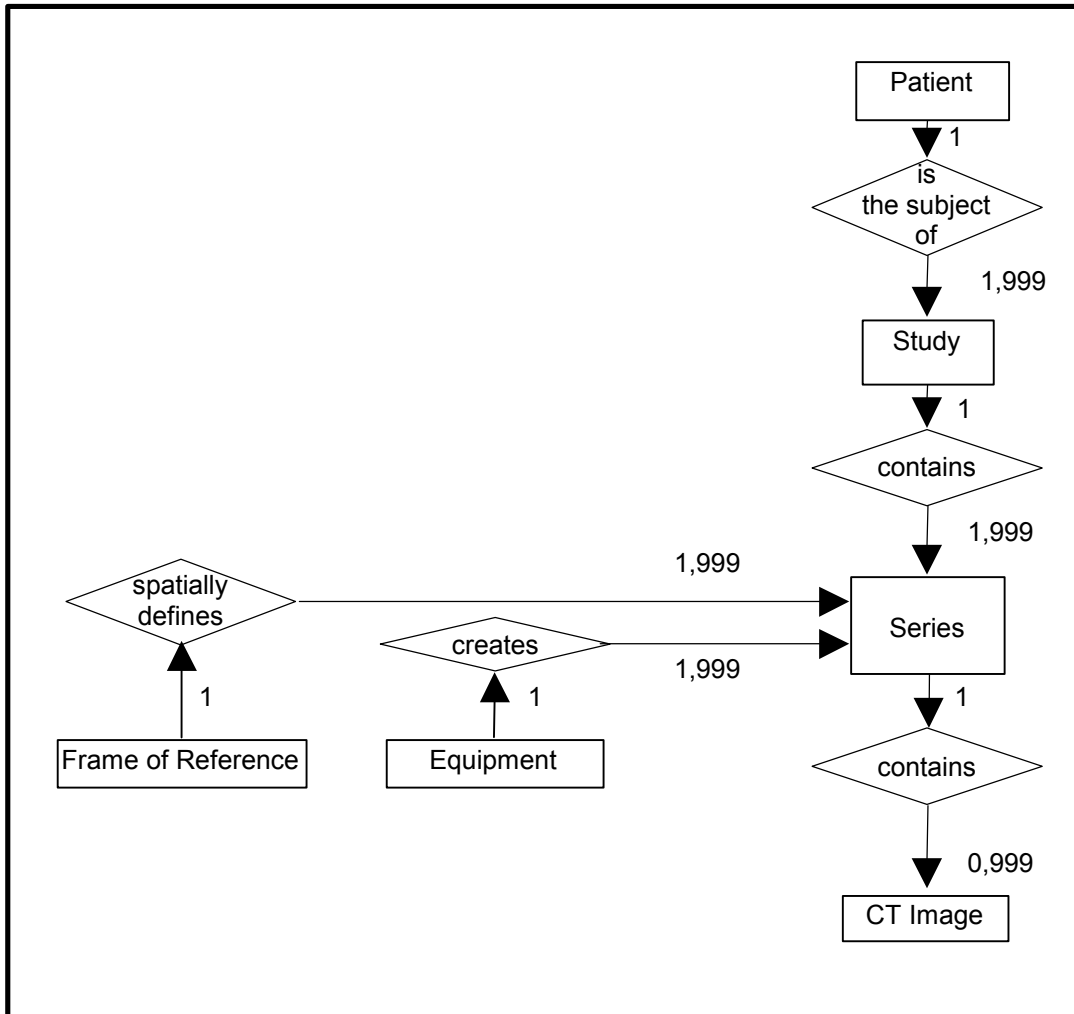 Patient
1
is
the subject
of
1,999
Study
1
contains
1,999
spatially
defines
1,999
Series
creates
1,999
1
1
1
Frame of Reference
Equipment
contains
0,999
CT Image